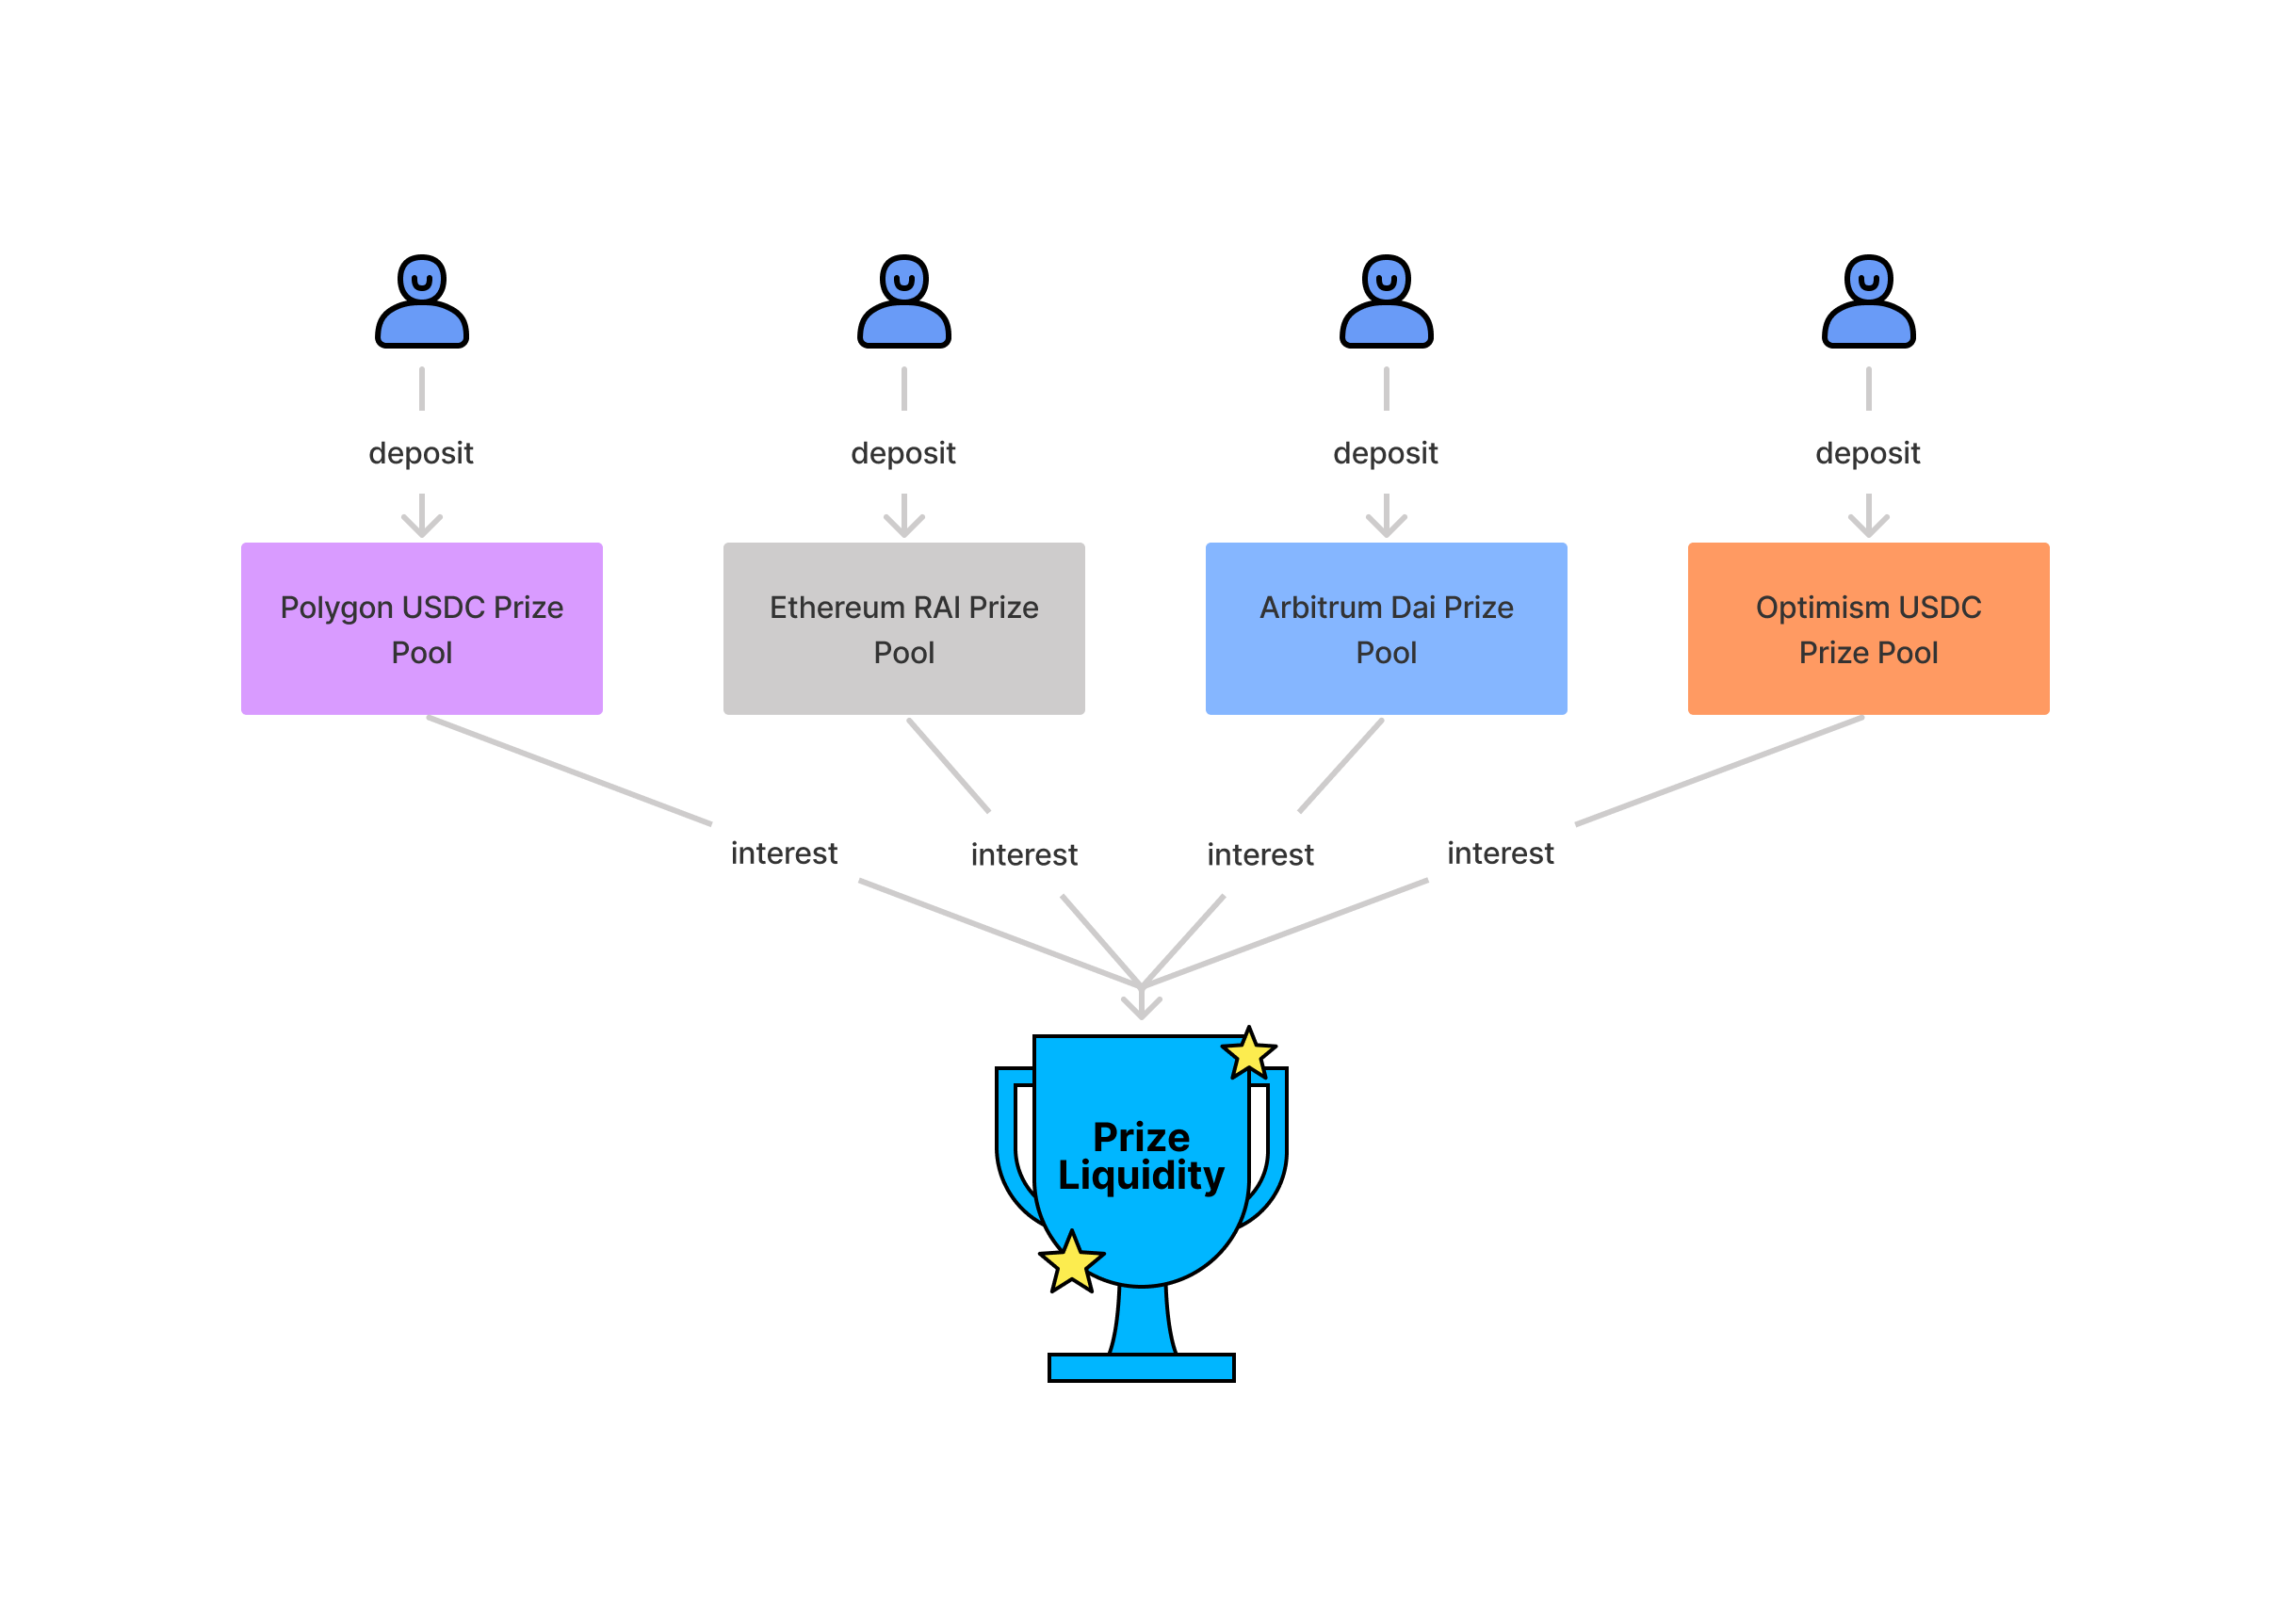 deposit
deposit
deposit
deposit
Polygon USDC Prize
Pool
Ethereum RAI Prize
Pool
Arbitrum Dai Prize
Pool
Optimism USDC
Prize Pool
interest
interest
interest
interest
Prize
Liquidity